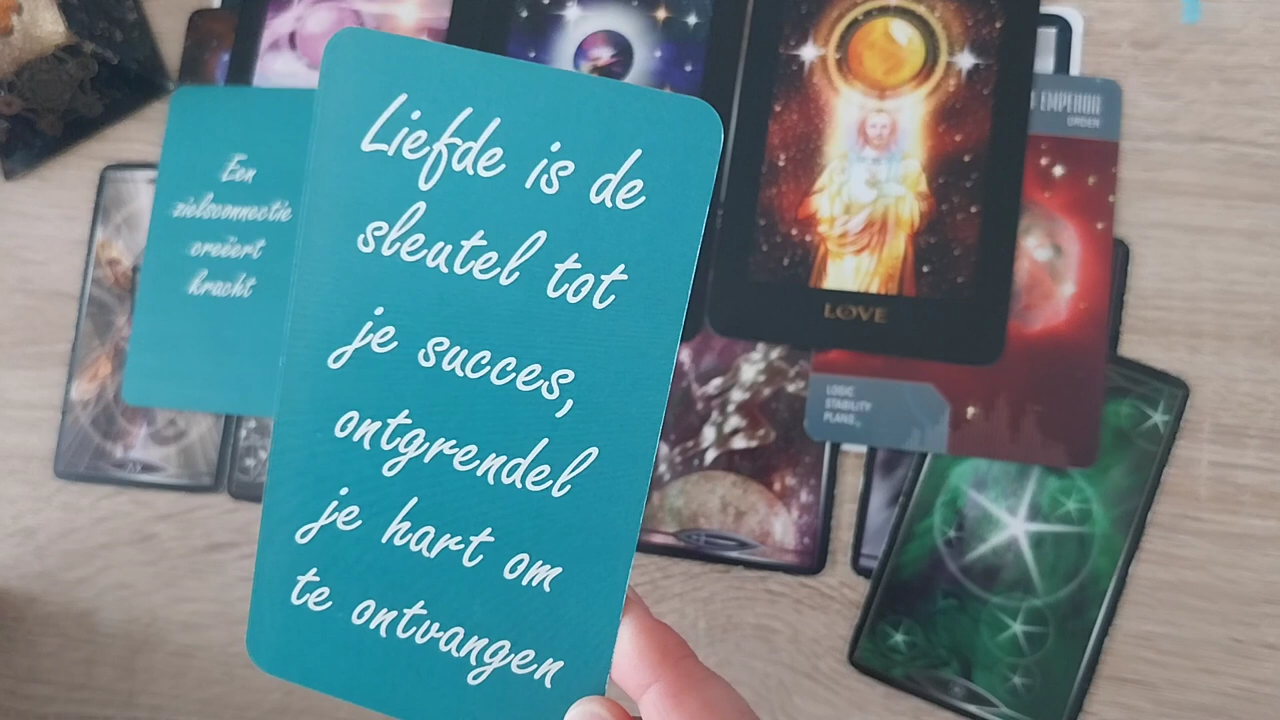 Liefde is de
sleutel tot
je succes,
ontgrendel
je hart om
te ontvangen
Een
zielsconnectie
creëert
kracht
LOVE
EMPEROR
ORDER
LOGIC
STABILITY
PLANS